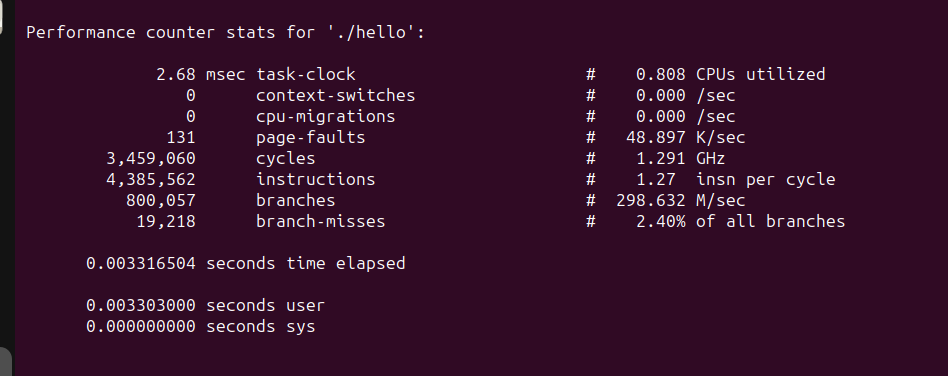 Performance counter stats for './hello':
2.68 msec task-clock # 0.808 CPUs utilized
0 context-switches # 0.000 /sec
0 cpu-migrations # 0.000 /sec
131 page-faults # 48.897 K/sec
3,459,060 cycles # 1.291 GHz
4,385,562 instructions # 1.27 insn per cycle
800,057 branches # 298.632 M/sec
19,218 branch-misses # 2.40% of all branches
0.003316504 seconds time elapsed
0.003303000 seconds user
0.000000000 seconds sys